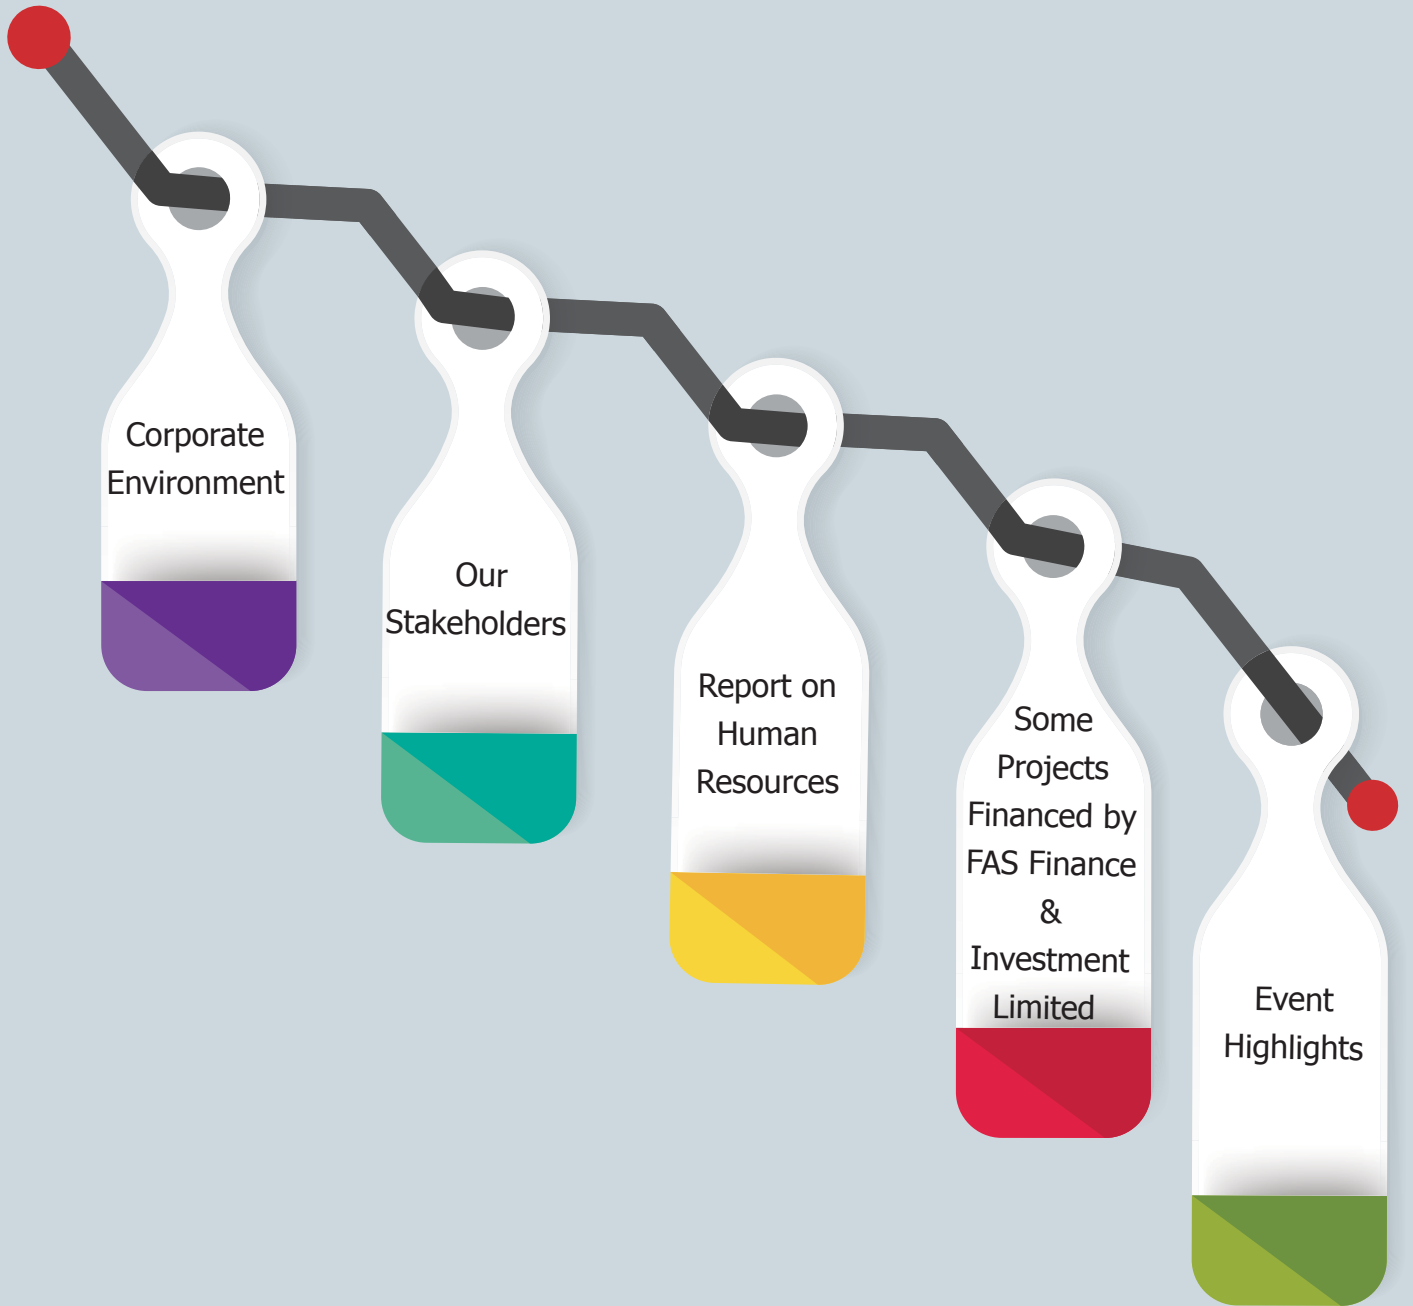 Corporate
Environment
Our
Stakeholders
Report on
Human
Resources
Some
Projects
Financed by
FAS Finance
&
Investment
Limited
Event
Highlights